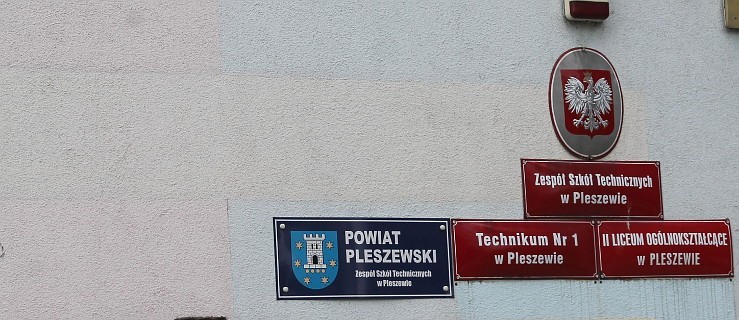 Zespół Szkół Technicznych
w Pleszewie
POWIAT
PLESZEWSKI
Zespół Szkół Technicznych
w Pleszewie
Technikum Nr 1
w Pleszewie
II LICEUM OGÓLNOKSZTAŁCĄCE
w PLESZEWIE